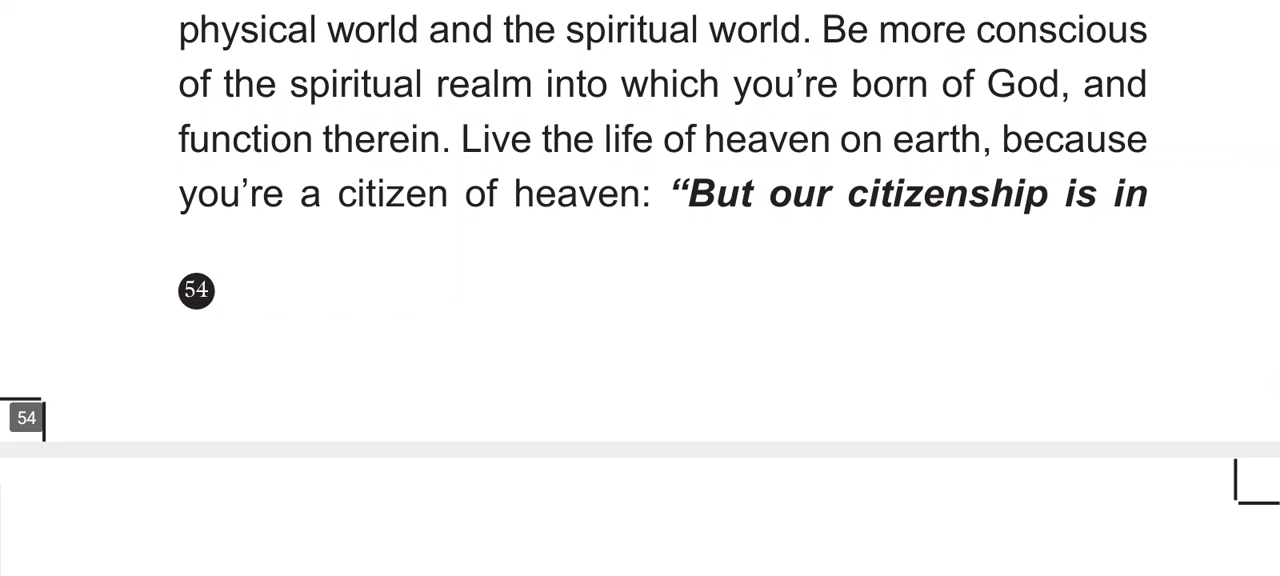 physical world and the spiritual world. Be more conscious
of the spiritual realm into which you’re born of God, and
function therein. Live the life of heaven on earth, because
you’re a citizen of heaven: “But our citizenship is in
54
54